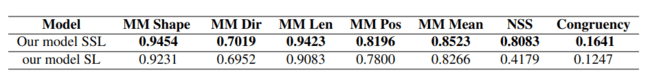 Model MM Shape MM Dir MM Len MM Pos MM Mean NSS Congruency
Our model SSL 0.9454 0.7019 0.9423 0.8196 0.8523 0.8083 0.1641
our model SL 0.9231 0.6952 0.9083 0.7800 0.8266 0.4179 0.1247